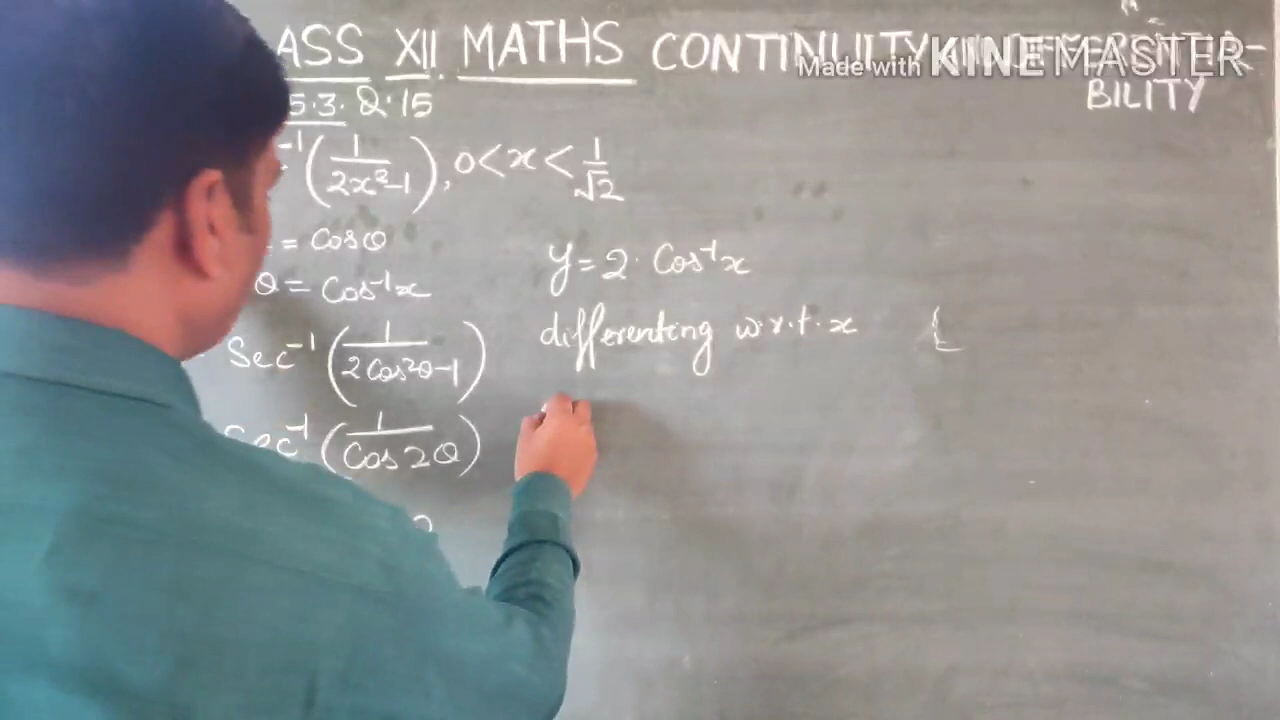 ASS XII MATHS CONTINUITY
BILITY
Made with KINEMASTER
5.3. Q.15
⁻¹(1/(2x²-1)), 0<x<1/√2
= Cosθ
θ = Cos⁻¹x
Sec⁻¹(1/(2Cos²θ-1))
Sec⁻¹(1/(Cos2θ))
θ
y = 2. Cos⁻¹x
differenting w.r.t. x